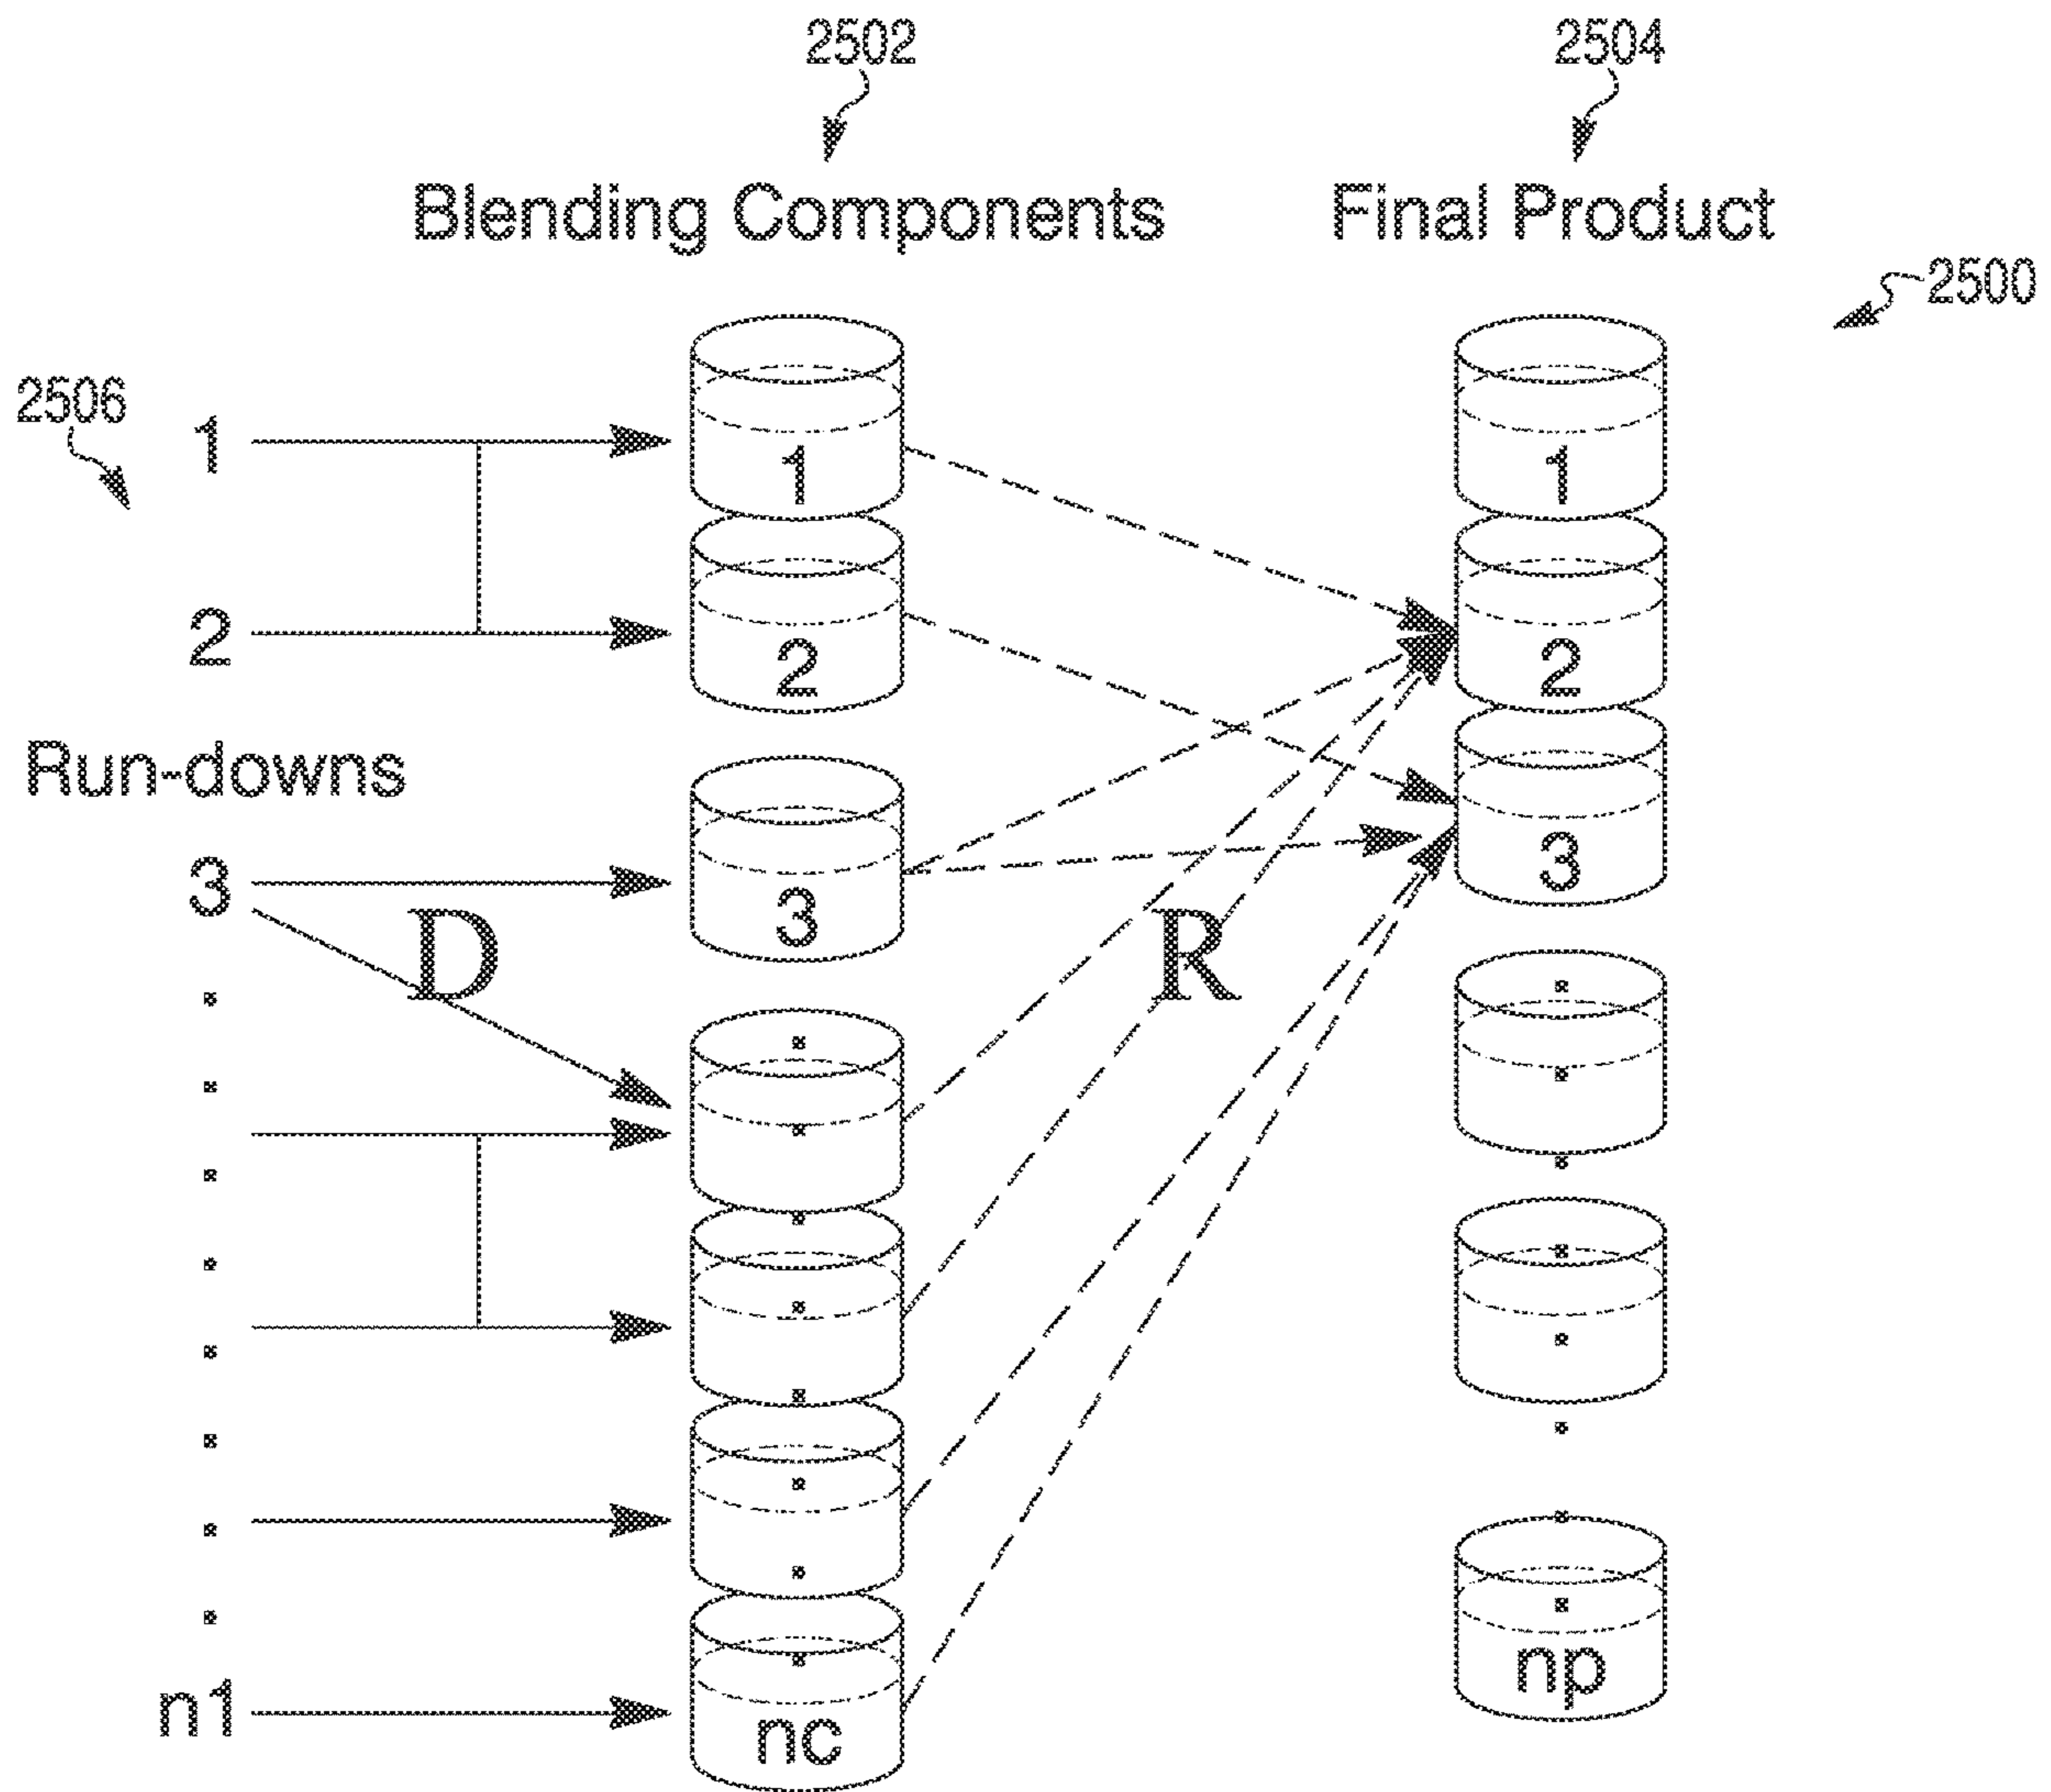 2502 2504
Blending Components Final Product
2500
2506
1 1 1
2 2 2
Run-downs
3 3 3
D R
n1 nc np